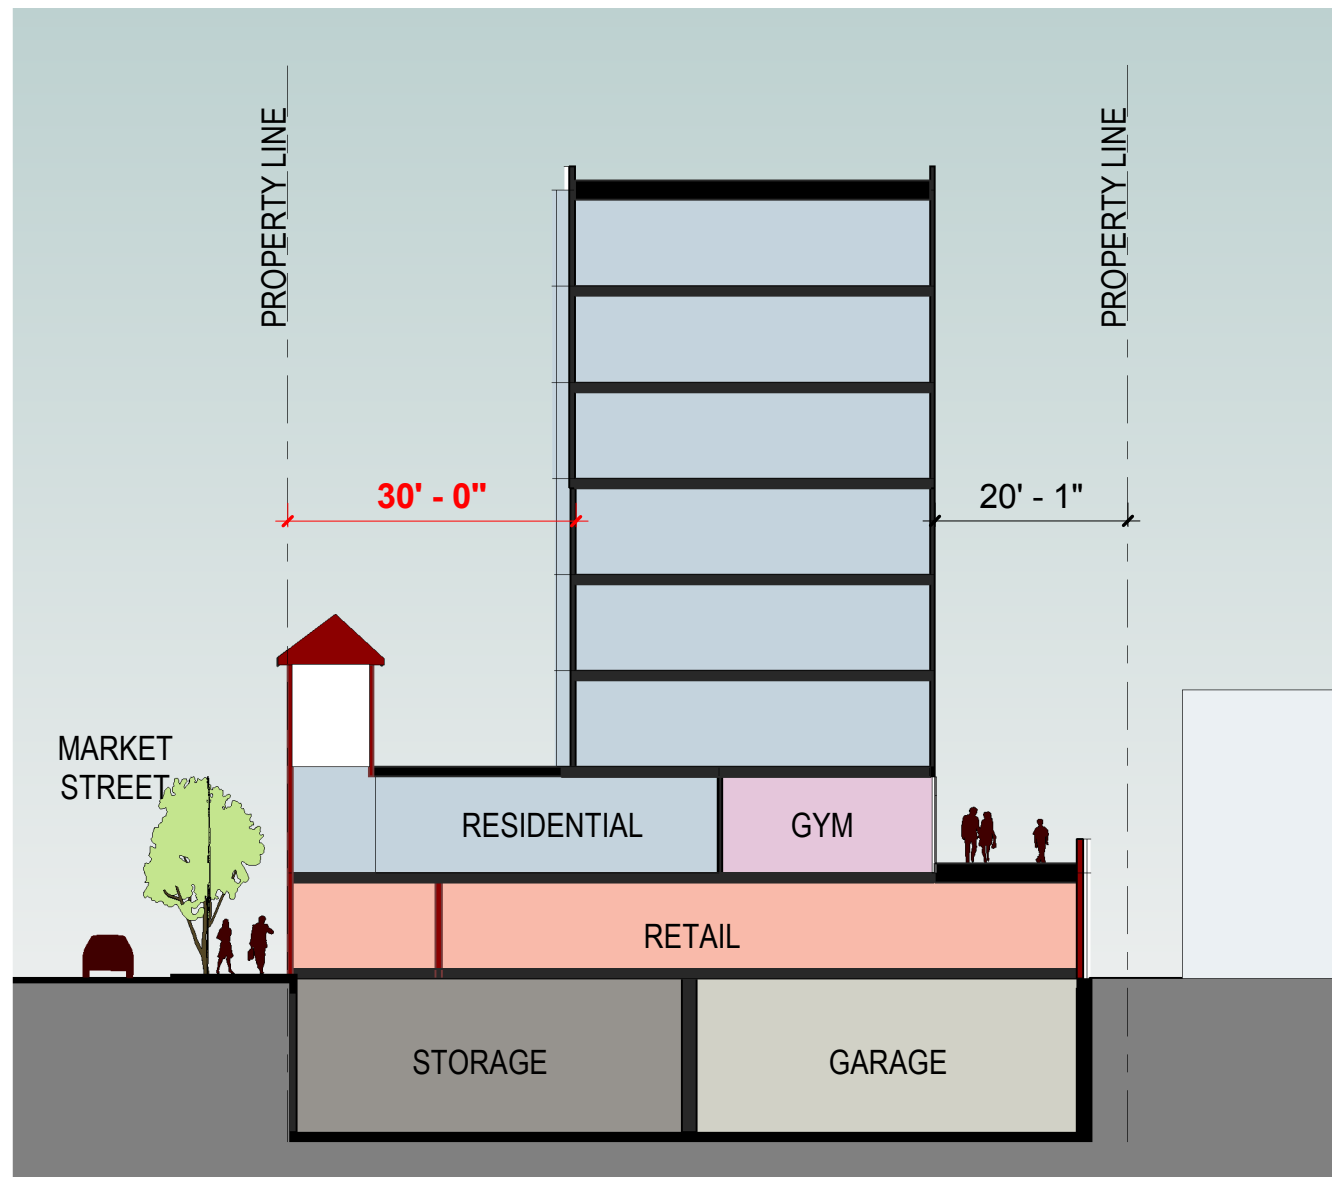 PROPERTY LINE
PROPERTY LINE
30' - 0"
20' - 1"
MARKET
STREET
RESIDENTIAL
GYM
RETAIL
STORAGE
GARAGE